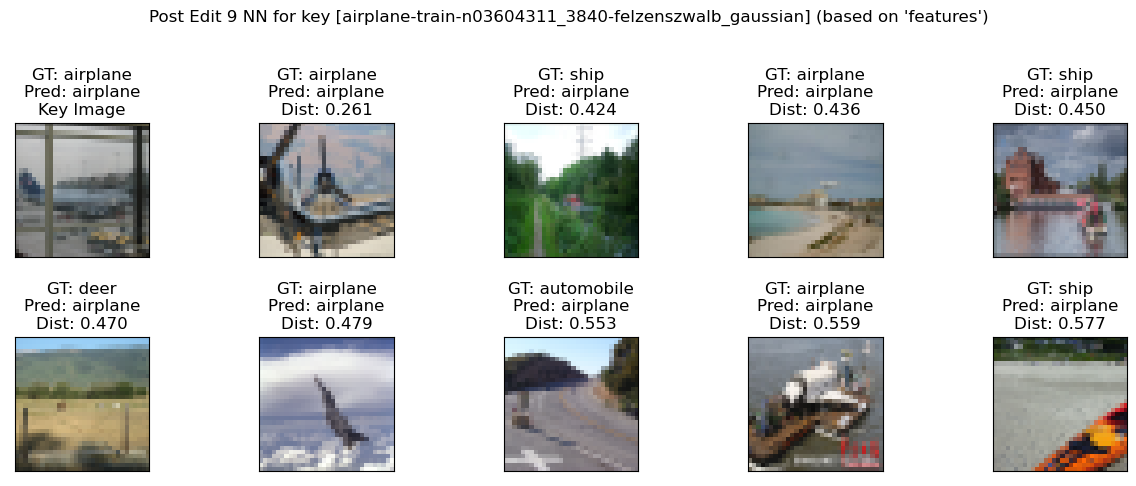 Post Edit 9 NN for key [airplane-train-n03604311_3840-felzenszwalb_gaussian] (based on 'features')
GT: airplane
Pred: airplane
Key Image
GT: airplane
Pred: airplane
Dist: 0.261
GT: ship
Pred: airplane
Dist: 0.424
GT: airplane
Pred: airplane
Dist: 0.436
GT: ship
Pred: airplane
Dist: 0.450
GT: deer
Pred: airplane
Dist: 0.470
GT: airplane
Pred: airplane
Dist: 0.479
GT: automobile
Pred: airplane
Dist: 0.553
GT: airplane
Pred: airplane
Dist: 0.559
GT: ship
Pred: airplane
Dist: 0.577